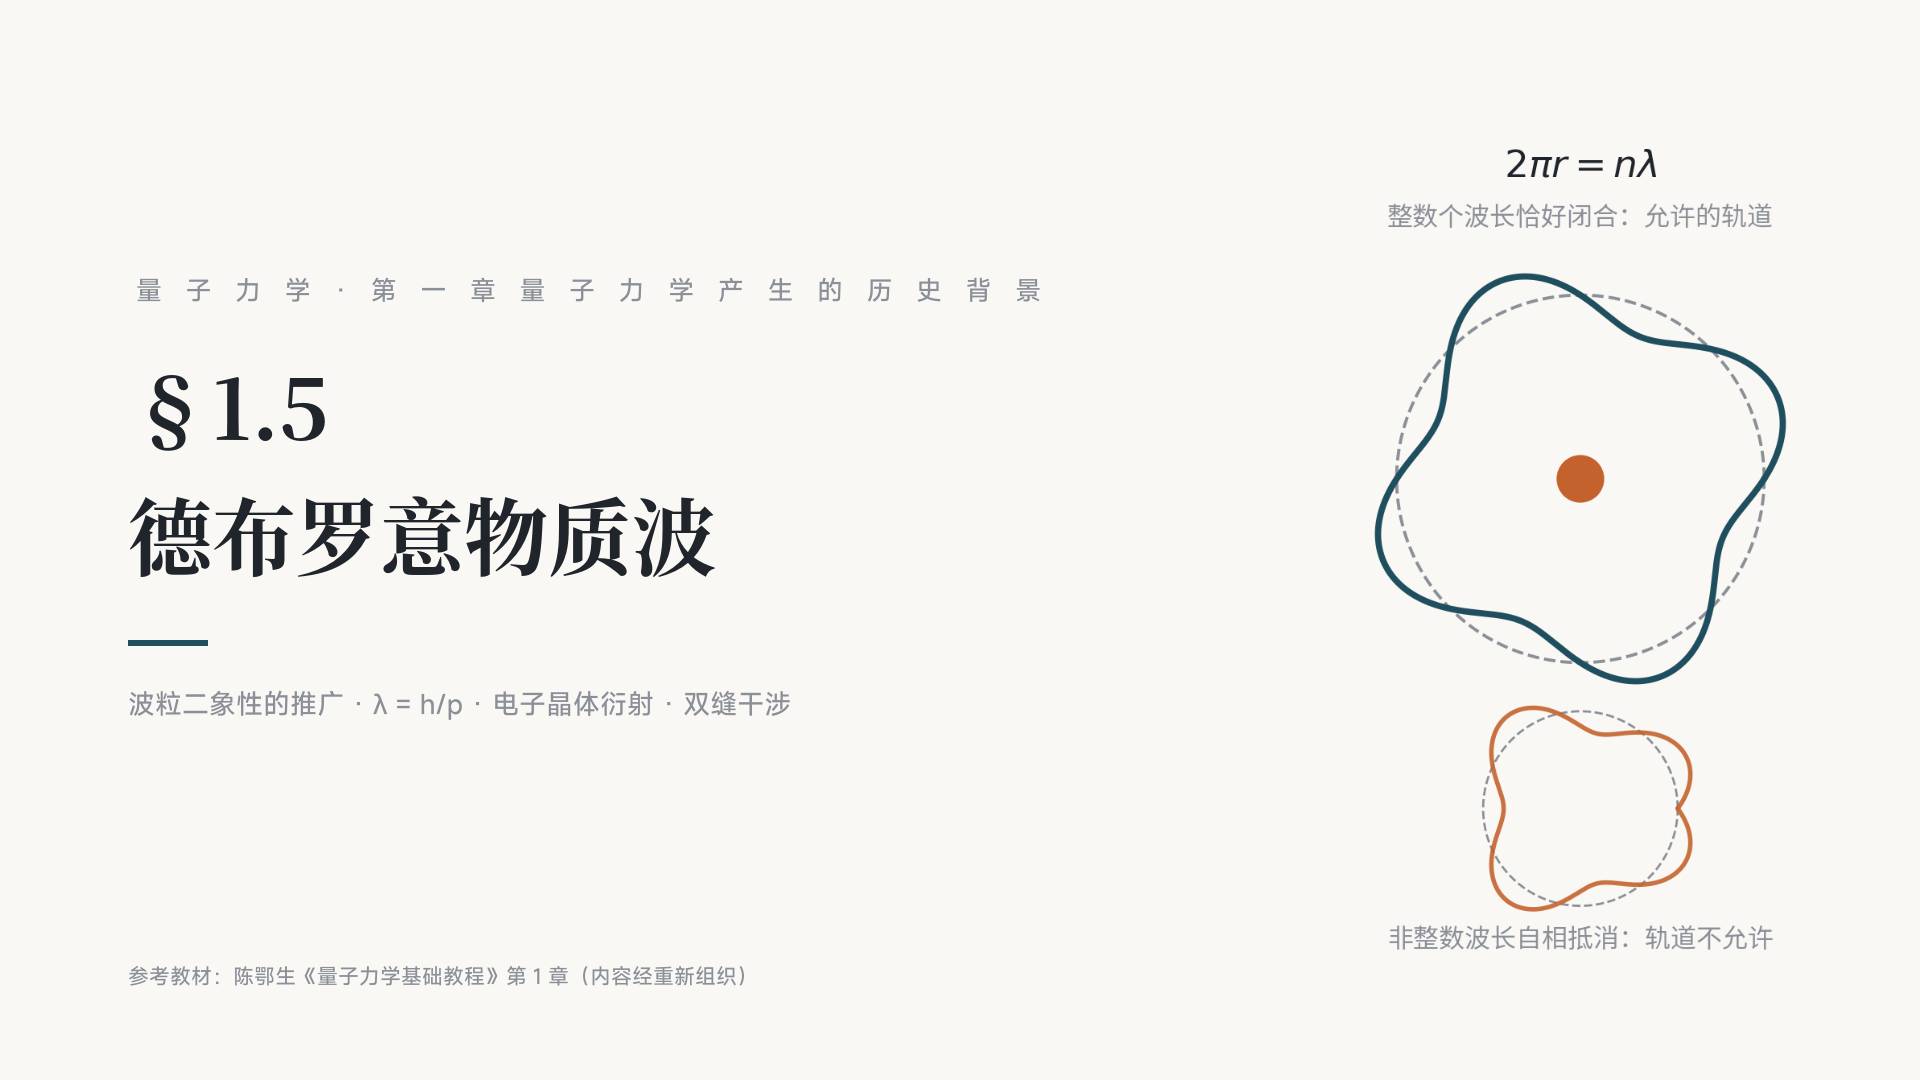 量子力学·第一章量子力学产生的历史背景
§1.5
德布罗意物质波
波粒二象性的推广 · λ = h/p · 电子晶体衍射 · 双缝干涉
参考教材：陈鄂生《量子力学基础教程》第 1 章（内容经重新组织）
2πr = nλ
整数个波长恰好闭合：允许的轨道
非整数波长自相抵消：轨道不允许